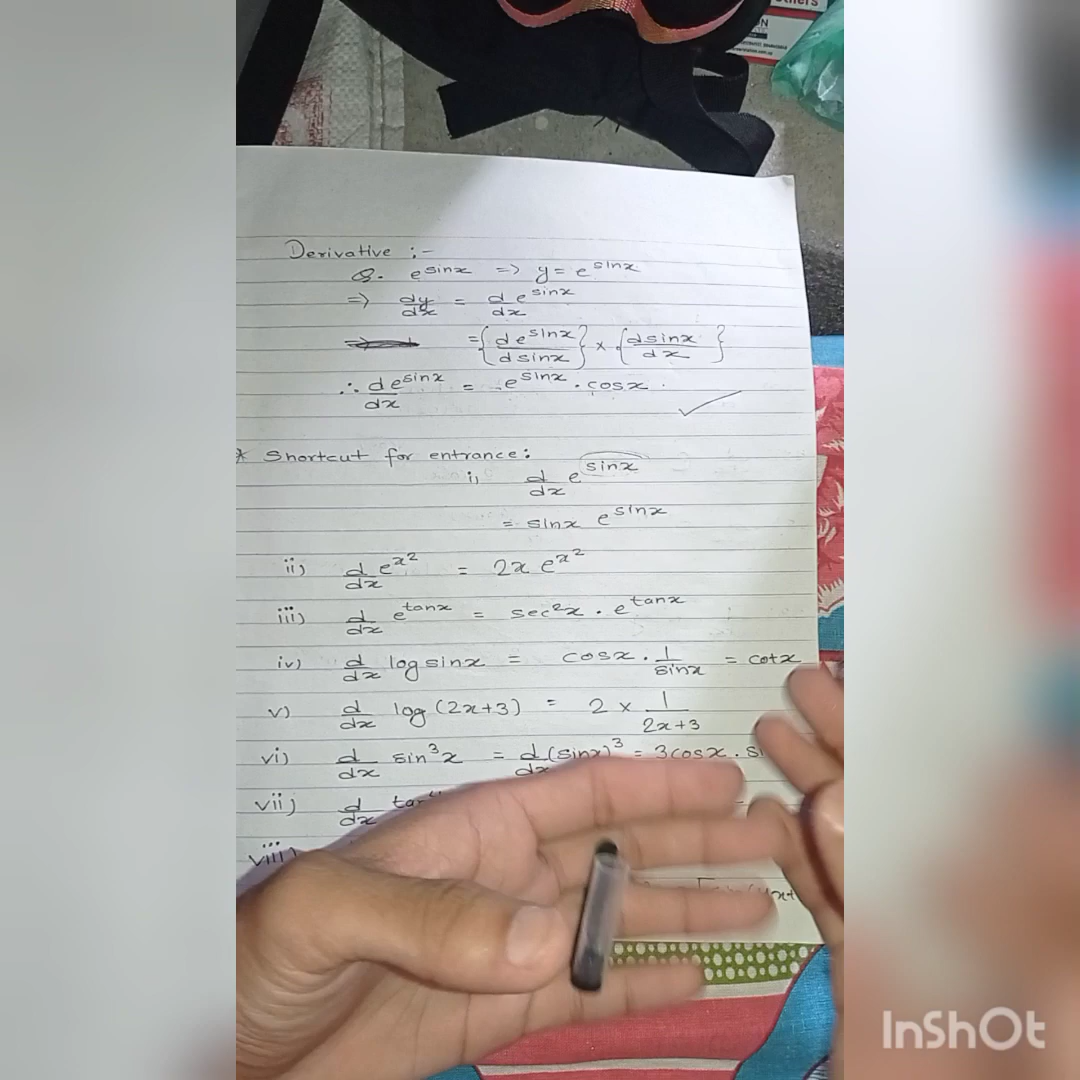 Derivative :-
Q. e^sinx => y = e^sinx
=> dy/dx = d/dx e^sinx
= {d e^sinx / d sinx} × {d sinx / dx}
∴ d e^sinx / dx = e^sinx . cosx .
* Shortcut for entrance :
i) d/dx e^sinx
= sinx e^sinx
ii) d/dx e^x² = 2x e^x²
iii) d/dx e^tanx = sec²x . e^tanx
iv) d/dx log sinx = cosx . 1/sinx = cotx
v) d/dx log (2x+3) = 2 × 1/2x+3
vi) d/dx sin³x = d/dx (sinx)³ = 3cosx .
vii) d/dx
viii)
InShOt